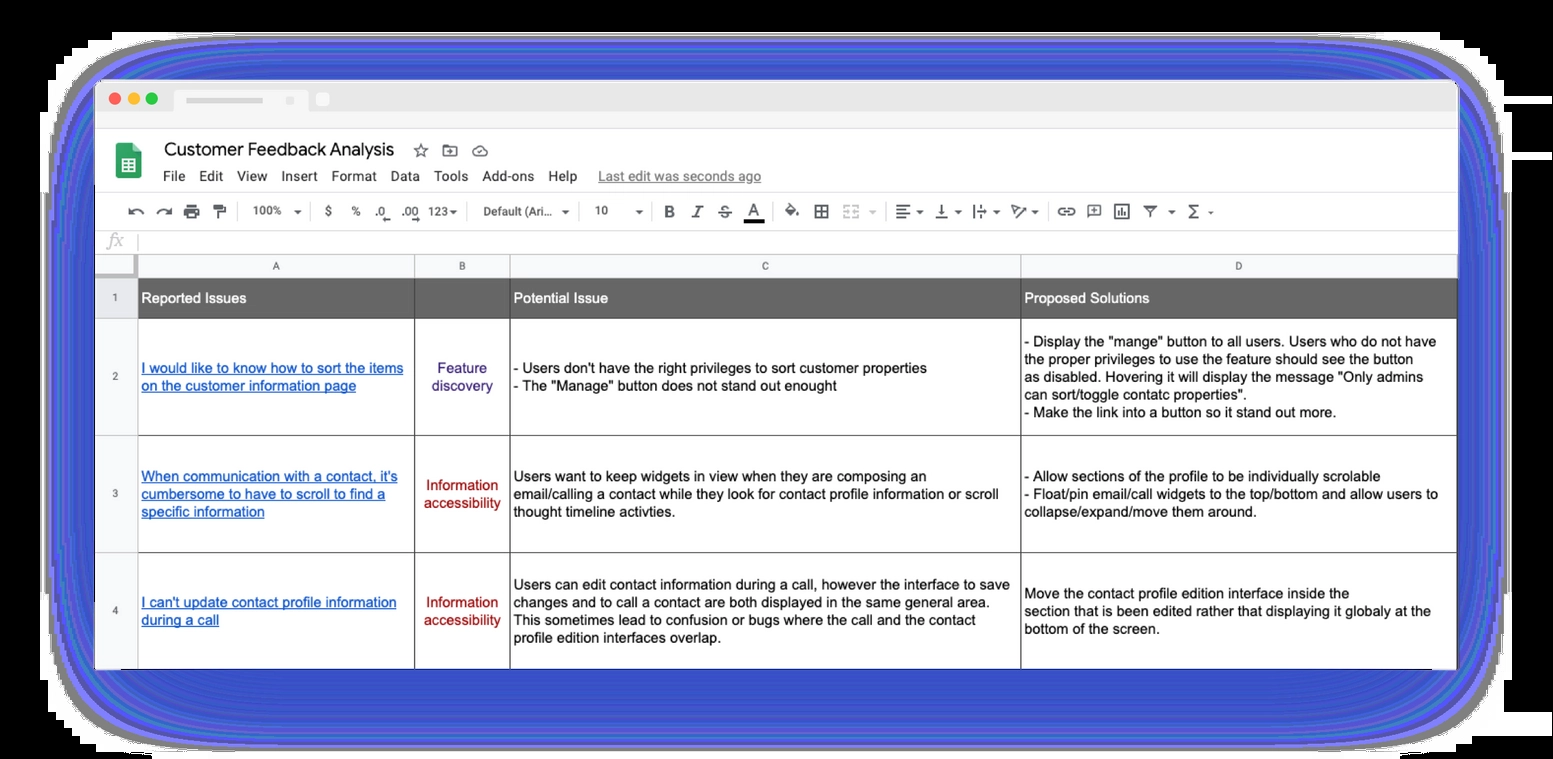 Customer Feedback Analysis
File Edit View Insert Format Data Tools Add-ons Help Last edit was seconds ago
100% $ % .0 .00 123 Default (Ari... 10 B I S A Σ
fx
A B C D
1 Reported Issues Potential Issue Proposed Solutions
2
I would like to know how to sort the items
on the customer information page
Feature
discovery
- Users don't have the right privileges to sort customer properties
- The "Manage" button does not stand out enought
- Display the "mange" button to all users. Users who do not have
the proper privileges to use the feature should see the button
as disabled. Hovering it will display the message "Only admins
can sort/toggle contatc properties".
- Make the link into a button so it stand out more.
3
When communication with a contact, it's
cumbersome to have to scroll to find a
specific information
Information
accessibility
Users want to keep widgets in view when they are composing an
email/calling a contact while they look for contact profile information or scroll
thought timeline activties.
- Allow sections of the profile to be individually scrolable
- Float/pin email/call widgets to the top/bottom and allow users to
collapse/expand/move them around.
4
I can't update contact profile information
during a call
Information
accessibility
Users can edit contact information during a call, however the interface to save
changes and to call a contact are both displayed in the same general area.
This sometimes lead to confusion or bugs where the call and the contact
profile edition interfaces overlap.
Move the contact profile edition interface inside the
section that is been edited rather that displaying it globaly at the
bottom of the screen.